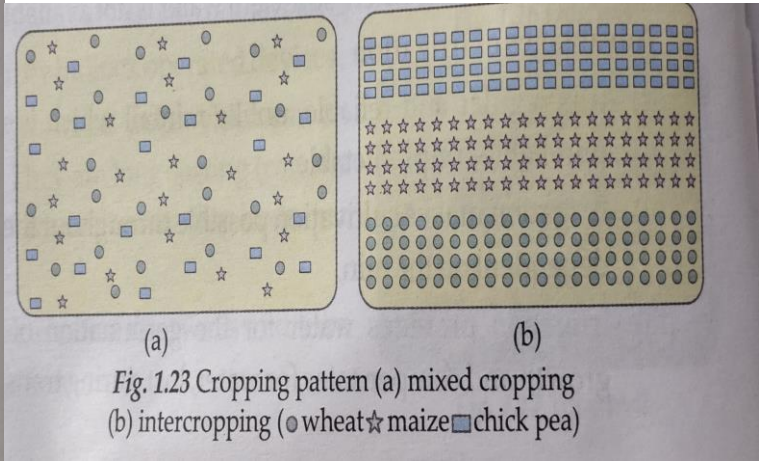 (a)
(b)
Fig. 1.23 Cropping pattern (a) mixed cropping
(b) intercropping (wheat maize chick pea)